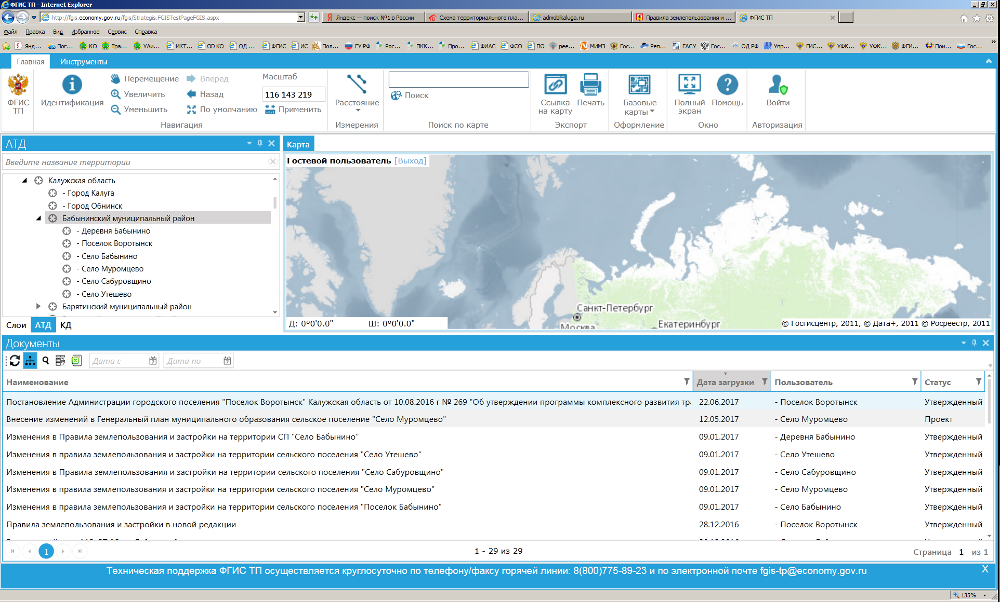 ФГИС ТП - Internet Explorer
http://fgis.economy.gov.ru/fgis/Strategis.FGISTestPageFGIS.aspx
Яндекс — поиск №1 в России
Схема территориального пла...
admoblkaluga.ru
Правила землепользования и ...
ФГИС ТП
Файл Правка Вид Избранное Сервис Справка
Янд... Пог... КО Тра... УАи... ИКТ... OD KO ОД ... ФГИС ИС Пол... ГУ РФ Рос... ПКК... Про... ФИАС ФСО ПО рее... МИМЗ Гос... Реп... ГАСУ Гос... ОД РФ Упр... ГИС... УФК... УФК... ФГИ... Пои... Гос...
Главная Инструменты
ФГИС ТП
Идентификация
Перемещение
Увеличить
Уменьшить
Вперед
Назад
По умолчанию
Масштаб
116 143 219
Применить
Навигация
Расстояние
Измерения
Поиск
Поиск по карте
Ссылка на карту
Печать
Экспорт
Базовые карты
Оформление
Полный экран
Помощь
Окно
Войти
Авторизация
АТД
Введите название территории
Калужская область
- Город Калуга
- Город Обнинск
Бабынинский муниципальный район
- Деревня Бабынино
- Поселок Воротынск
- Село Бабынино
- Село Муромцево
- Село Сабуровщино
- Село Утешево
Барятинский муниципальный район
Слои АТД КД
Карта
Гостевой пользователь [Выход]
Санкт-Петербург
Москва
Екатеринбург
Д: 0°0'0.0" Ш: 0°0'0.0"
© Госгисцентр, 2011, © Дата+, 2011 © Росреестр, 2011
Документы
Дата с Дата по
Наименование Дата загрузки Пользователь Статус
Постановление Администрации городского поселения "Поселок Воротынск" Калужская область от 10.08.2016 г № 269 "Об утверждении программы комплексного развития тра 22.06.2017 - Поселок Воротынск Утвержденный
Внесение изменений в Генеральный план муниципального образования сельское поселение "Село Муромцево" 12.05.2017 - Село Муромцево Проект
Изменения в Правила землепользования и застройки на территории СП "Село Бабынино" 09.01.2017 - Деревня Бабынино Утвержденный
Изменения в правила землепользования и застройки на территории сельского поселения "Село Утешево" 09.01.2017 - Село Утешево Утвержденный
Изменения в Правила землепользования и застройки на территории сельского поселения "Село Сабуровщино" 09.01.2017 - Село Сабуровщино Утвержденный
Изменения в правила землепользования и застройки на территории сельского поселения "Село Муромцево" 09.01.2017 - Село Муромцево Утвержденный
Изменения в правила землепользования и застройки на территории сельского поселения "Поселок Бабынино" 09.01.2017 - Село Бабынино Утвержденный
Правила землепользования и застройки в новой редакции 28.12.2016 - Поселок Воротынск Утвержденный
1 1 - 29 из 29 Страница 1 из 1
Техническая поддержка ФГИС ТП осуществляется круглосуточно по телефону/факсу горячей линии: 8(800)775-89-23 и по электронной почте fgis-tp@economy.gov.ru X
135%